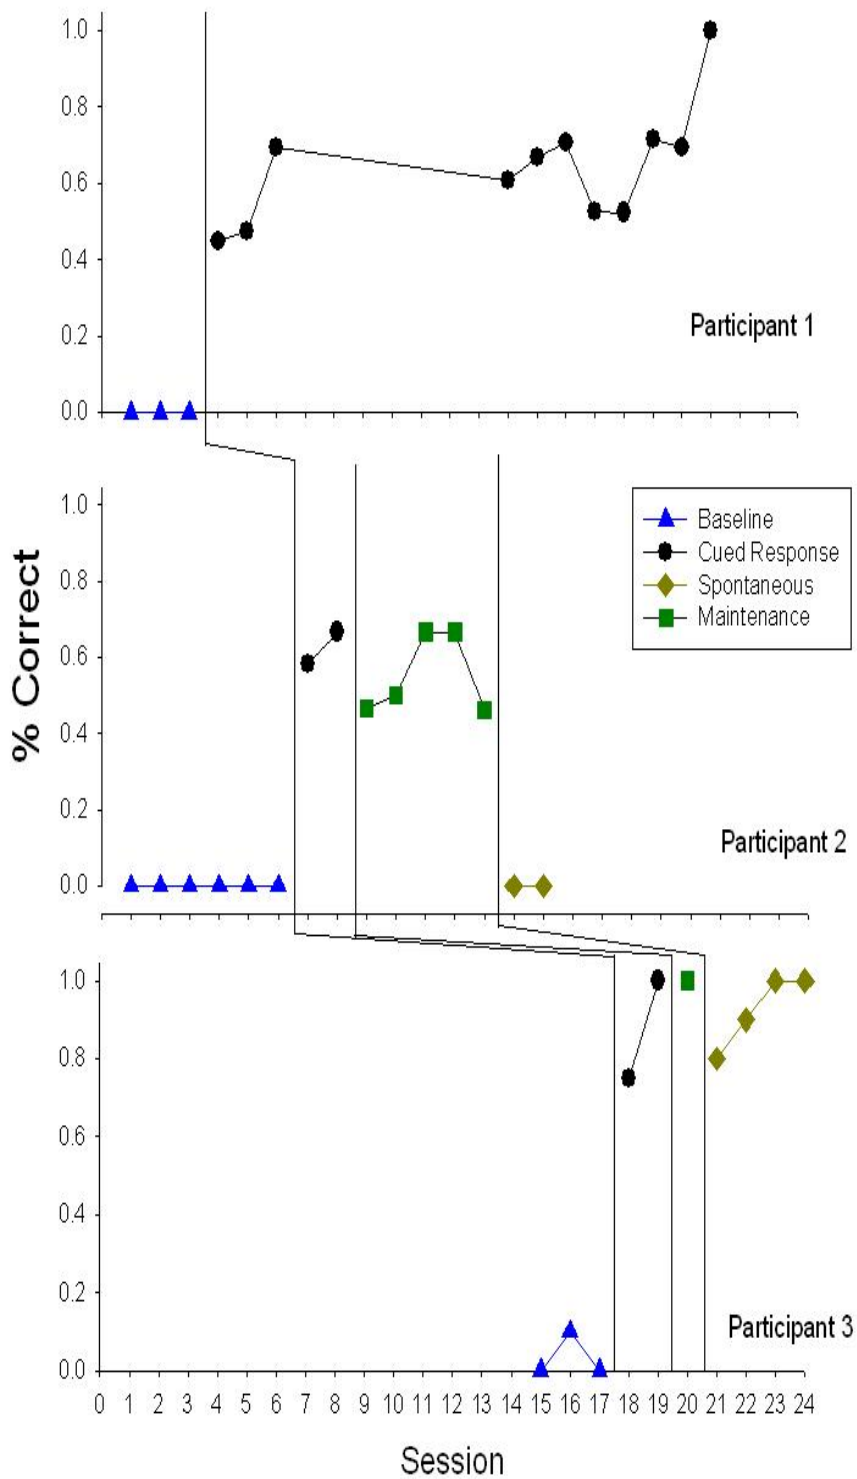 1.0
0.8
0.6
0.4
0.2
0.0
Participant 1
% Correct
1.0
0.8
0.6
0.4
0.2
0.0
Baseline
Cued Response
Spontaneous
Maintenance
Participant 2
1.0
0.8
0.6
0.4
0.2
0.0
Participant 3
0 1 2 3 4 5 6 7 8 9 10 11 12 13 14 15 16 17 18 19 20 21 22 23 24
Session